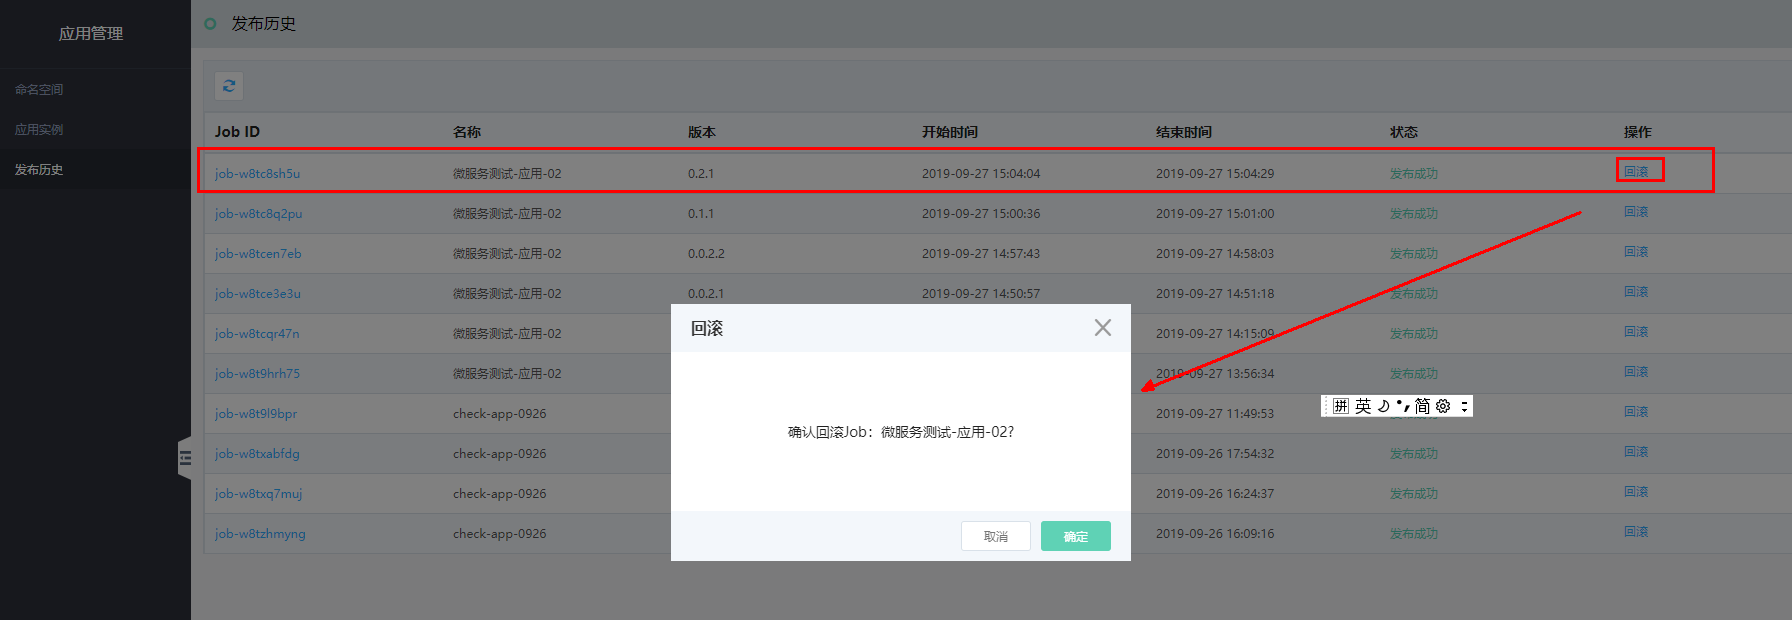 应用管理
命名空间
应用实例
发布历史
发布历史
Job ID 名称 版本 开始时间 结束时间 状态 操作
job-w8tc8sh5u 微服务测试-应用-02 0.2.1 2019-09-27 15:04:04 2019-09-27 15:04:29 发布成功 回滚
job-w8tc8q2pu 微服务测试-应用-02 0.1.1 2019-09-27 15:00:36 2019-09-27 15:01:00 发布成功 回滚
job-w8tcen7eb 微服务测试-应用-02 0.0.2.2 2019-09-27 14:57:43 2019-09-27 14:58:03 发布成功 回滚
job-w8tce3e3u 微服务测试-应用-02 0.0.2.1 2019-09-27 14:50:57 2019-09-27 14:51:18 发布成功 回滚
job-w8tcqr47n 微服务测试-应用-02 2019-09-27 14:15:09 发布成功 回滚
job-w8t9hrh75 微服务测试-应用-02 2019-09-27 13:56:34 发布成功 回滚
job-w8t9l9bpr check-app-0926 2019-09-27 11:49:53 回滚
job-w8txabfdg check-app-0926 2019-09-26 17:54:32 发布成功 回滚
job-w8txq7muj check-app-0926 2019-09-26 16:24:37 发布成功 回滚
job-w8tzhmyng check-app-0926 2019-09-26 16:09:16 发布成功 回滚
回滚
确认回滚Job：微服务测试-应用-02?
取消 确定
拼 英 简